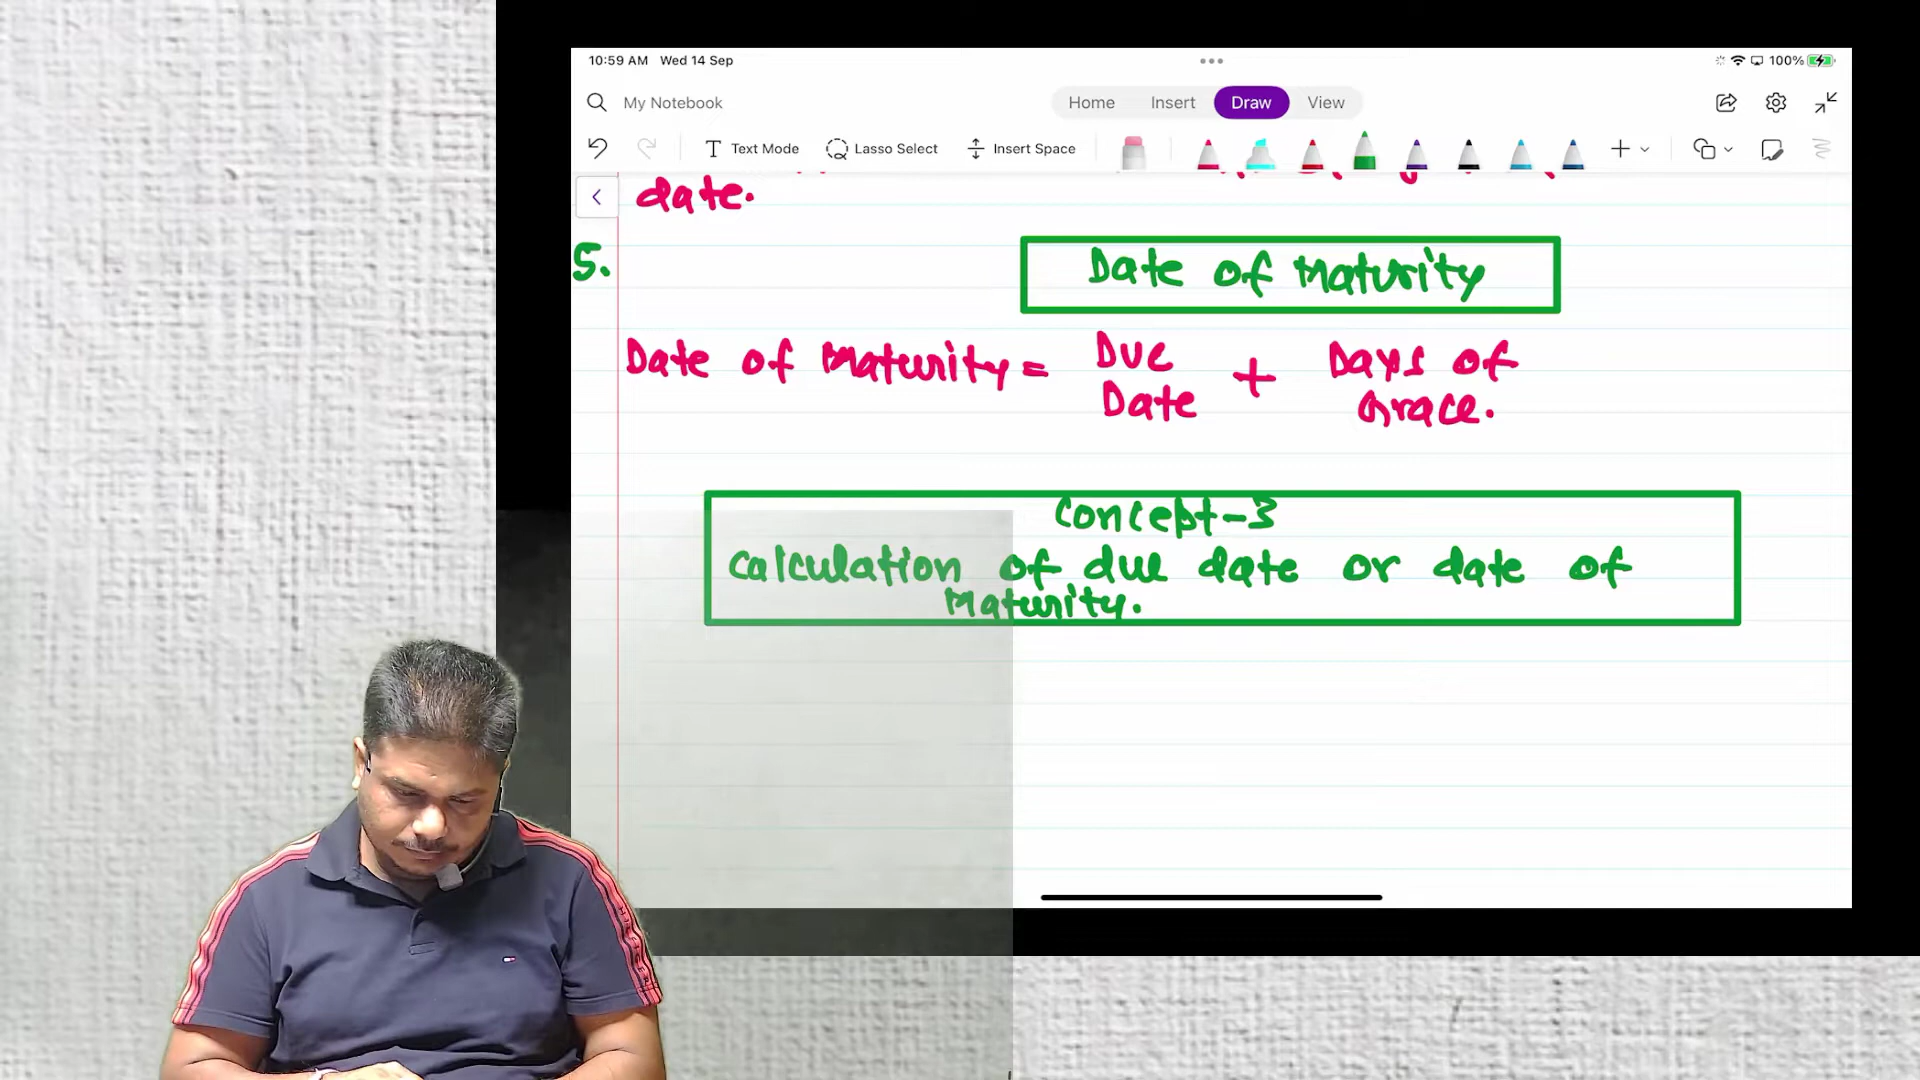 10:59 AM Wed 14 Sep
100%
My Notebook
Home Insert Draw View
Text Mode Lasso Select Insert Space
date.
5. Date of Maturity
Date of Maturity = Due Date + Days of Grace.
Concept-3
Calculation of due date or date of
Maturity.